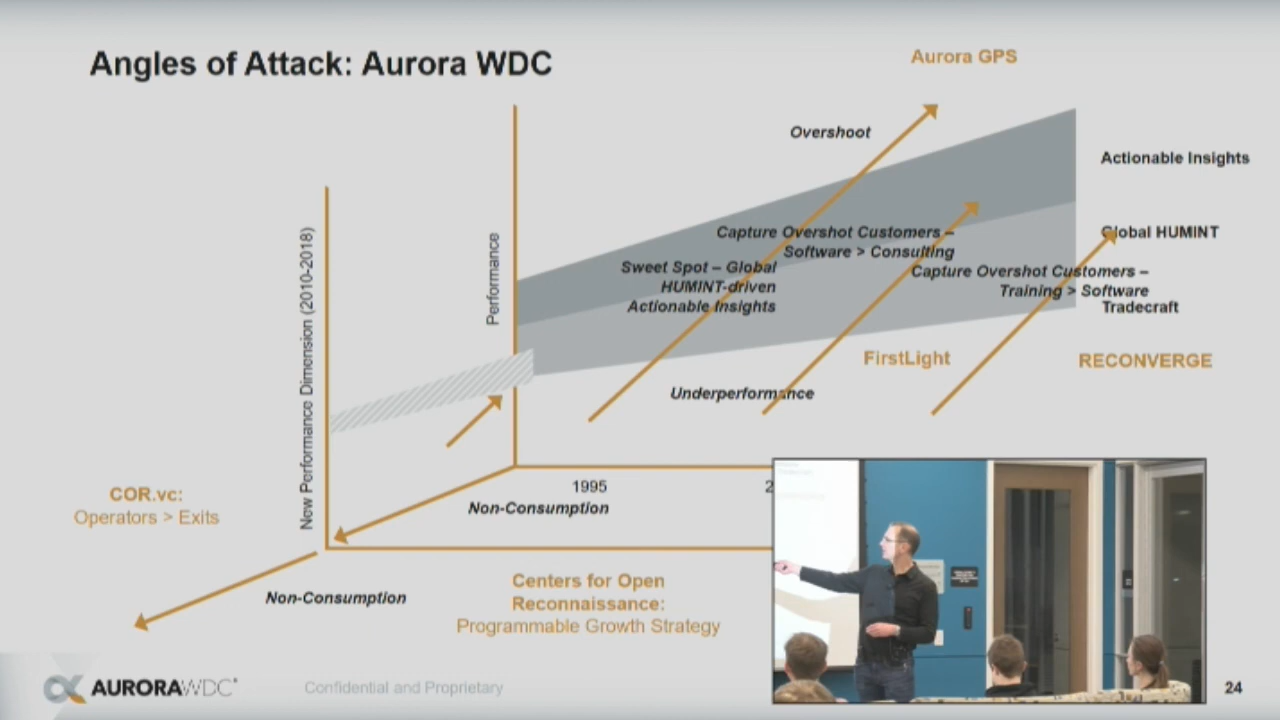 Angles of Attack: Aurora WDC
Aurora GPS
Overshoot
Actionable Insights
Performance
New Performance Dimension (2010-2018)
Capture Overshot Customers –
Software > Consulting
Global HUMINT
Sweet Spot – Global
HUMINT-driven
Actionable Insights
Capture Overshot Customers –
Training > Software
Tradecraft
FirstLight
RECONVERGE
Underperformance
1995
2
Non-Consumption
COR.vc:
Operators > Exits
Non-Consumption
Centers for Open
Reconnaissance:
Programmable Growth Strategy
AURORAWDC
Confidential and Proprietary
24